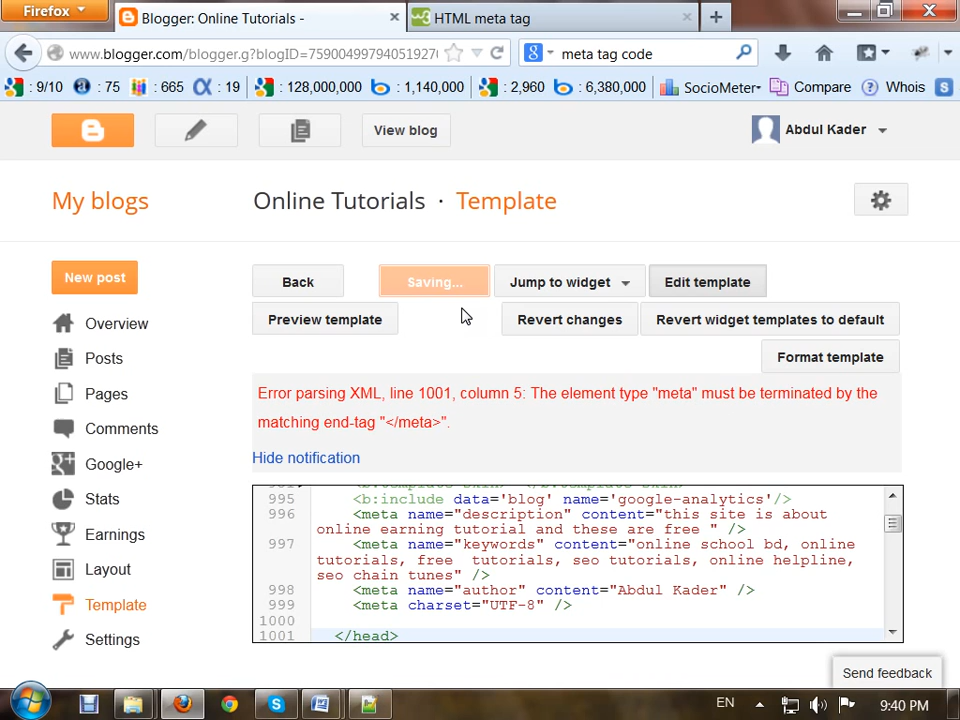 Firefox
Blogger: Online Tutorials -
HTML meta tag
www.blogger.com/blogger.g?blogID=7590049979405192​7(
meta tag code
: 9/10 : 75 : 665 : 19 : 128,000,000 : 1,140,000 : 2,960 : 6,380,000 SocioMeter Compare Whois
View blog
Abdul Kader
My blogs
Online Tutorials · Template
New post
Back
Saving...
Jump to widget
Edit template
Preview template
Revert changes
Revert widget templates to default
Format template
Overview
Posts
Pages
Comments
Google+
Stats
Earnings
Layout
Template
Settings
Error parsing XML, line 1001, column 5: The element type "meta" must be terminated by the
matching end-tag "</meta>".
Hide notification
995 <b:include data='blog' name='google-analytics'/>
996 <meta name="description" content="this site is about
online earning tutorial and these are free " />
997 <meta name="keywords" content="online school bd, online
tutorials, free  tutorials, seo tutorials, online helpline,
seo chain tunes" />
998 <meta name="author" content="Abdul Kader" />
999 <meta charset="UTF-8" />
1000
1001 </head>
Send feedback
EN
9:40 PM